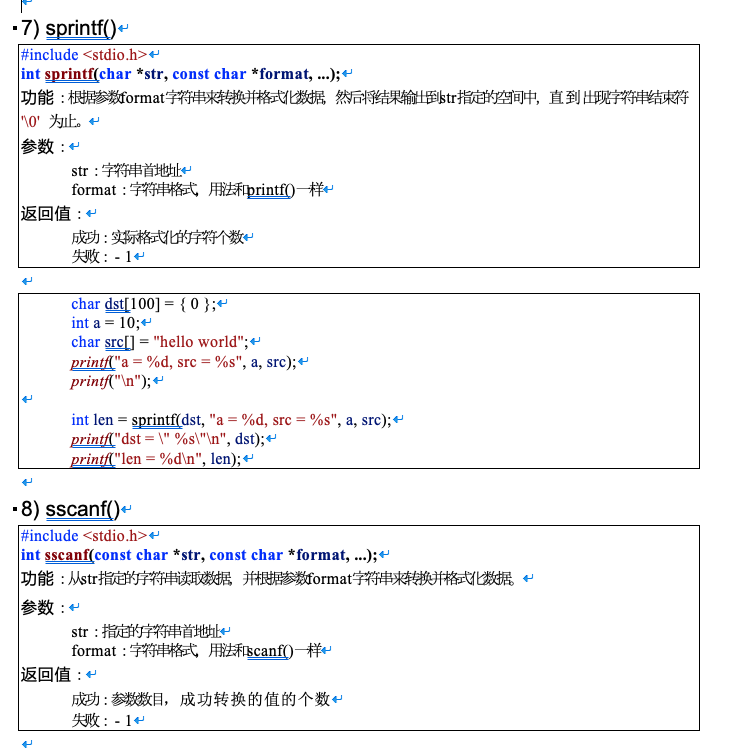 7) sprintf()
#include <stdio.h>
int sprintf(char *str, const char *format, ...);
功能：根据参数format字符串来转换并格式化数据，然后将结果输出到str指定的空间中，直到出现字符串结束符
'\0' 为止。
参数：
str：字符串首地址
format：字符串格式，用法和printf()一样
返回值：
成功：实际格式化的字符个数
失败： - 1
char dst[100] = { 0 };
int a = 10;
char src[] = "hello world";
printf("a = %d, src = %s", a, src);
printf("\n");
int len = sprintf(dst, "a = %d, src = %s", a, src);
printf("dst = \" %s\"\n", dst);
printf("len = %d\n", len);
8) sscanf()
#include <stdio.h>
int sscanf(const char *str, const char *format, ...);
功能：从str指定的字符串读取数据，并根据参数format字符串来转换并格式化数据。
参数：
str：指定的字符串首地址
format：字符串格式，用法和scanf()一样
返回值：
成功：参数数目，成功转换的值的个数
失败： - 1